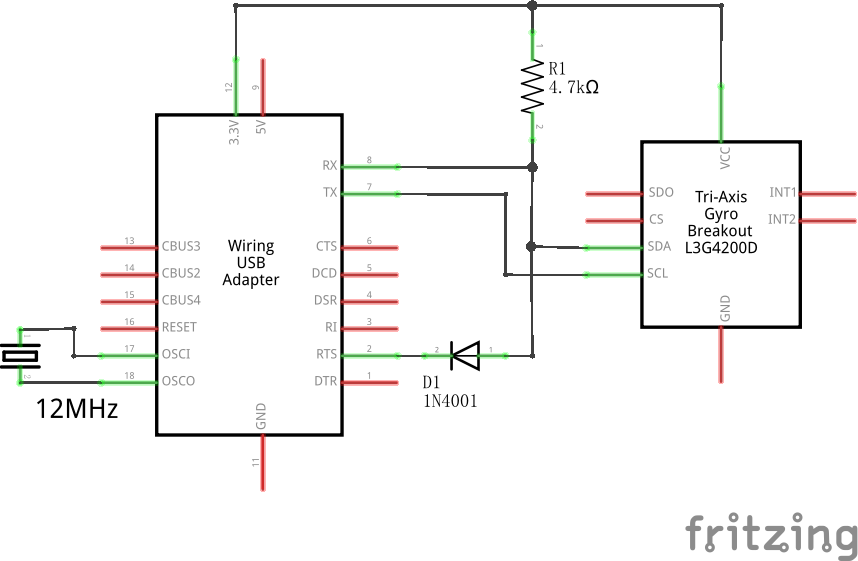 1
R1
4.7kΩ
2
12
9
3.3V
5V
VCC
RX
8
TX
7
SDO
INT1
CS
INT2
Tri-Axis
Gyro
Breakout
L3G4200D
SDA
SCL
GND
13
CBUS3
14
CBUS2
15
CBUS4
16
RESET
17
OSCI
18
OSCO
Wiring
USB
Adapter
CTS
6
DCD
5
DSR
4
RI
3
RTS
2
DTR
1
GND
11
2
1
D1
1N4001
1
2
12MHz
fritzing